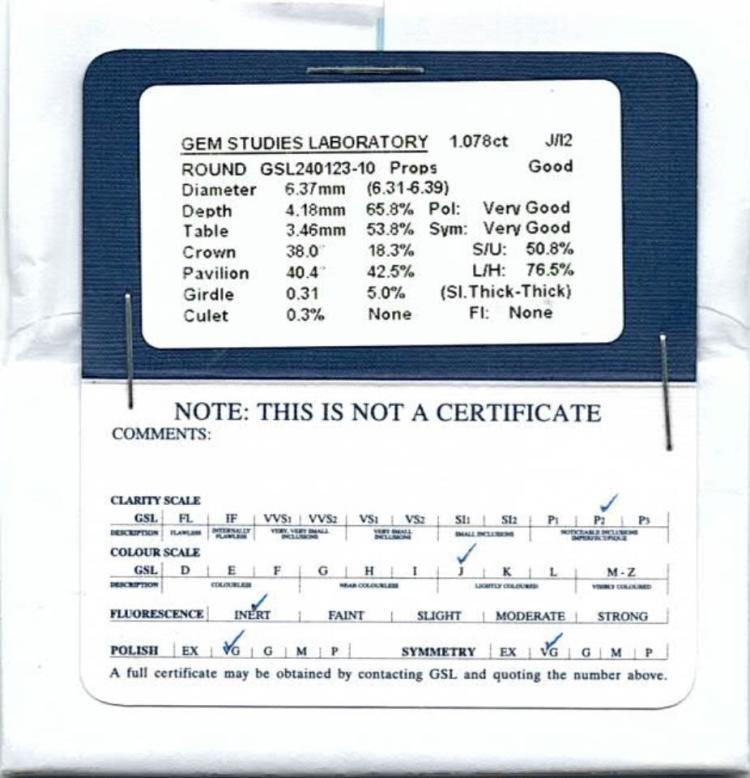 GEM STUDIES LABORATORY 1.078ct J/I2
ROUND GSL240123-10 Props Good
Diameter 6.37mm (6.31-6.39)
Depth 4.18mm 65.8% Pol: Very Good
Table 3.46mm 53.8% Sym: Very Good
Crown 38.0° 18.3% S/U: 50.8%
Pavilion 40.4° 42.5% L/H: 76.5%
Girdle 0.31 5.0% (Sl.Thick-Thick)
Culet 0.3% None Fl: None
NOTE: THIS IS NOT A CERTIFICATE
COMMENTS:
CLARITY SCALE
GSL FL IF VVS1 VVS2 VS1 VS2 SI1 SI2 P1 P2 P3
DESCRIPTION FLAWLESS INTERNALLY FLAWLESS VERY, VERY SMALL INCLUSIONS VERY SMALL INCLUSIONS SMALL INCLUSIONS NOTICEABLE INCLUSIONS IMPERFECT/PIQUE
COLOUR SCALE
GSL D E F G H I J K L M - Z
DESCRIPTION COLOURLESS NEAR COLOURLESS LIGHTLY COLOURED VISIBLY COLOURED
FLUORESCENCE INERT FAINT SLIGHT MODERATE STRONG
POLISH EX VG G M P SYMMETRY EX VG G M P
A full certificate may be obtained by contacting GSL and quoting the number above.